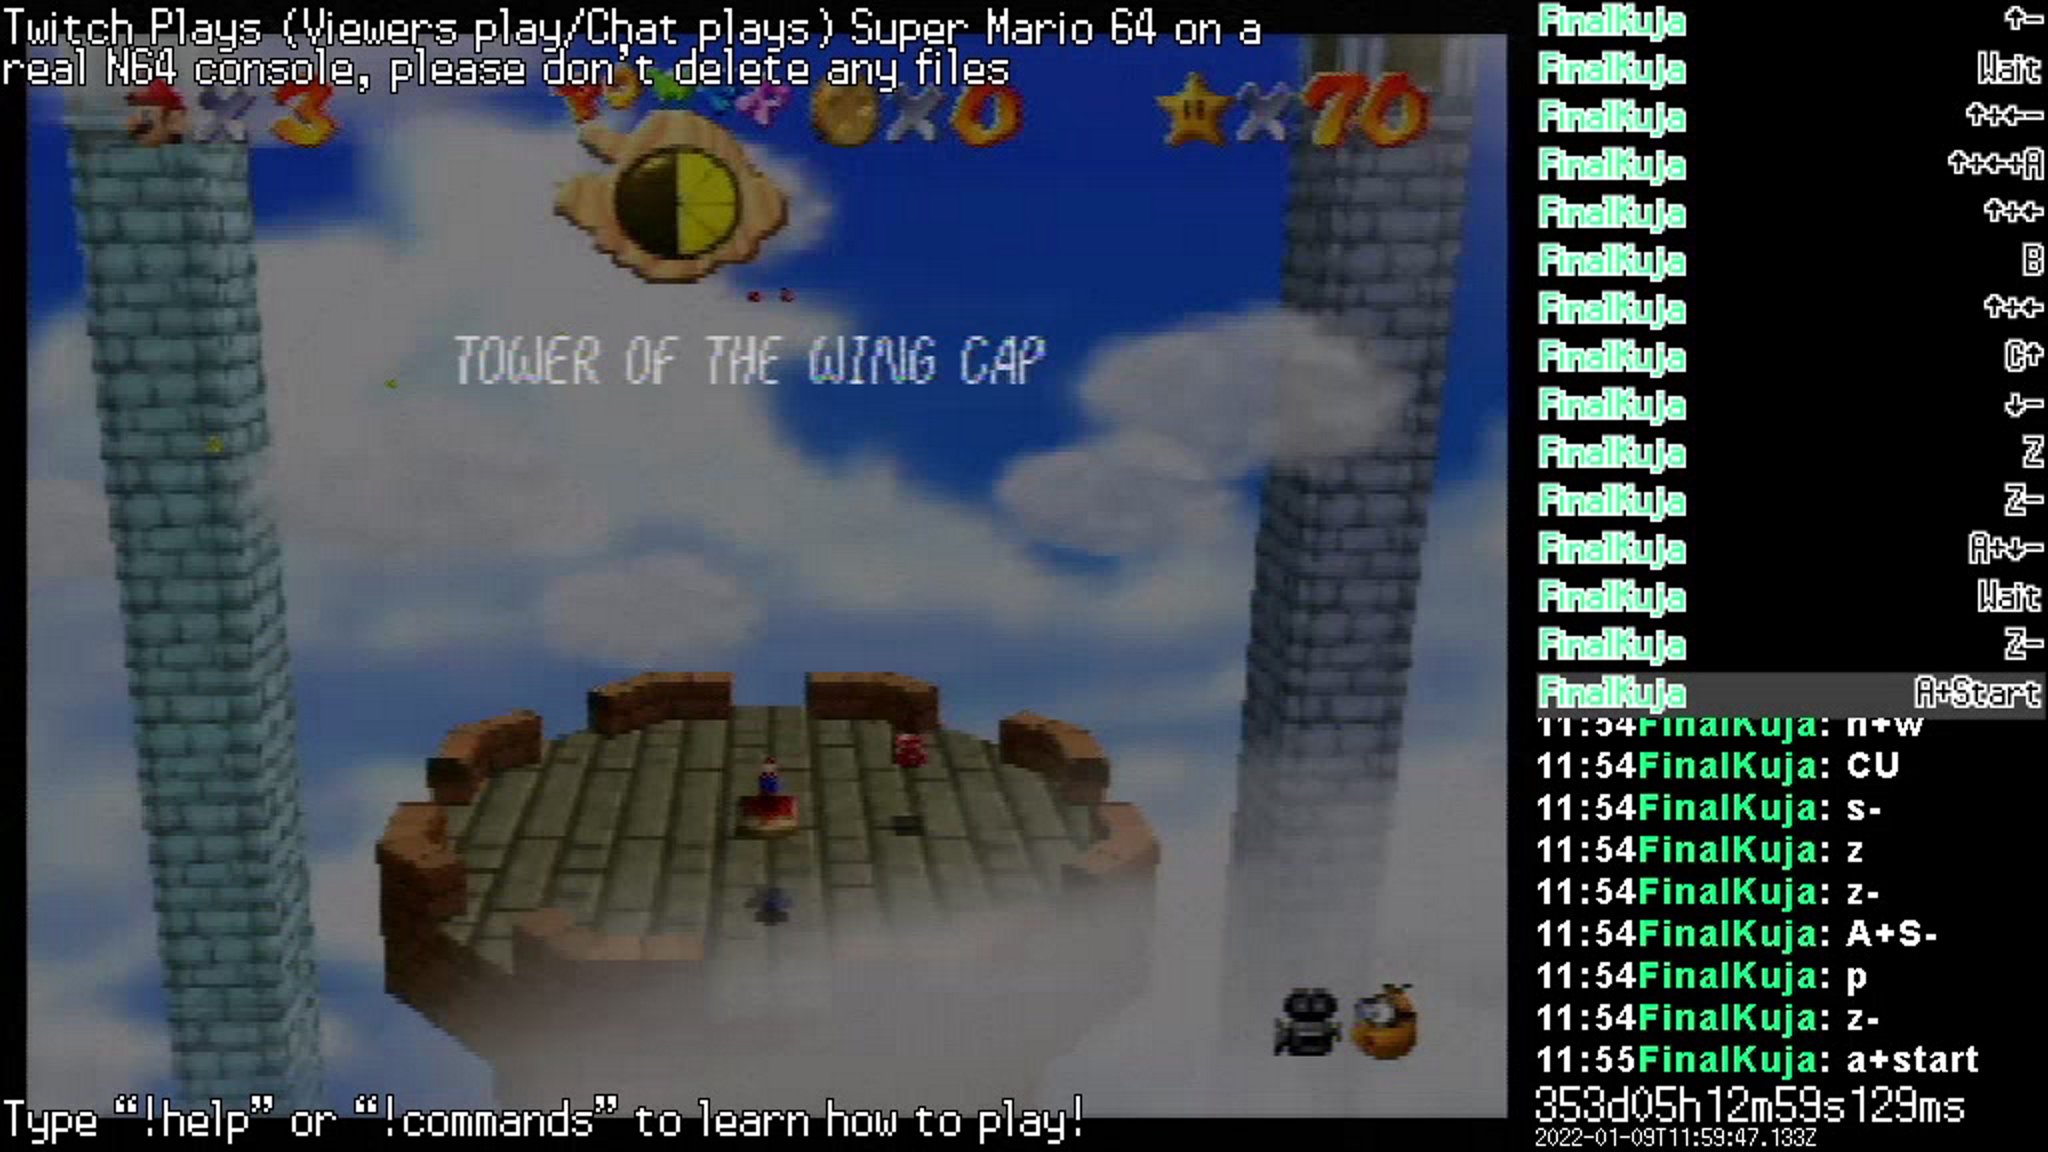 Twitch Plays (Viewers play/Chat plays) Super Mario 64 on a
real N64 console, please don't delete any files
3
0
70
TOWER OF THE WING CAP
Type “!help” or “!commands” to learn how to play!
FinalKuja ↑-
FinalKuja Wait
FinalKuja ↑+←-
FinalKuja ↑+←+A
FinalKuja ↑+←
FinalKuja B
FinalKuja ↑+←
FinalKuja C↑
FinalKuja ↓-
FinalKuja Z
FinalKuja Z-
FinalKuja A+↓-
FinalKuja Wait
FinalKuja Z-
FinalKuja A+Start
11:54FinalKuja: n+w
11:54FinalKuja: CU
11:54FinalKuja: s-
11:54FinalKuja: z
11:54FinalKuja: z-
11:54FinalKuja: A+S-
11:54FinalKuja: p
11:54FinalKuja: z-
11:55FinalKuja: a+start
353d05h12m59s129ms
2022-01-09T11:59:47.133Z